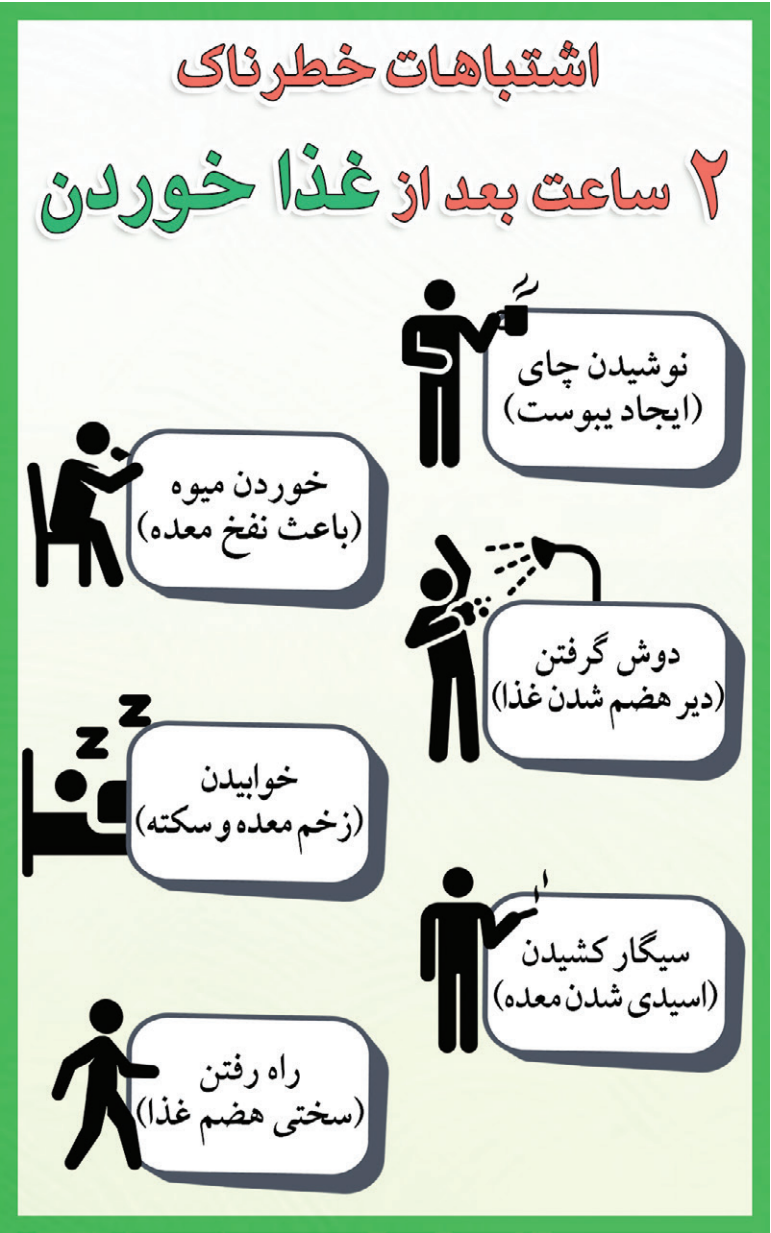 اشتباهات خطرناک
۲ ساعت بعد از غذا خوردن
نوشیدن چای
(ایجاد یبوست)
خوردن میوه
(باعث نفخ معده)
دوش گرفتن
(دیر هضم شدن غذا)
خوابیدن
(زخم معده و سکته)
سیگار کشیدن
(اسیدی شدن معده)
راه رفتن
(سختی هضم غذا)